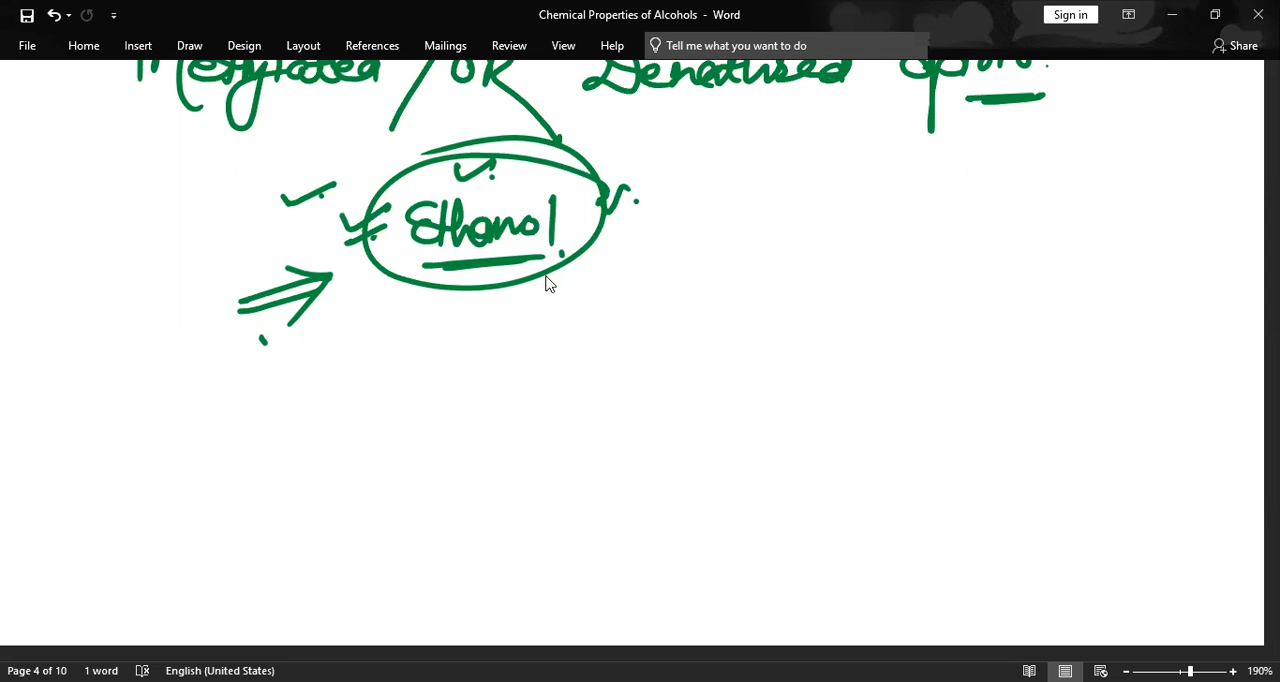 Chemical Properties of Alcohols - Word
Sign in
File Home Insert Draw Design Layout References Mailings Review View Help Tell me what you want to do Share
Methylated / OR Denatured Spirit.
Ethanol.
Page 4 of 10 1 word English (United States) 190%